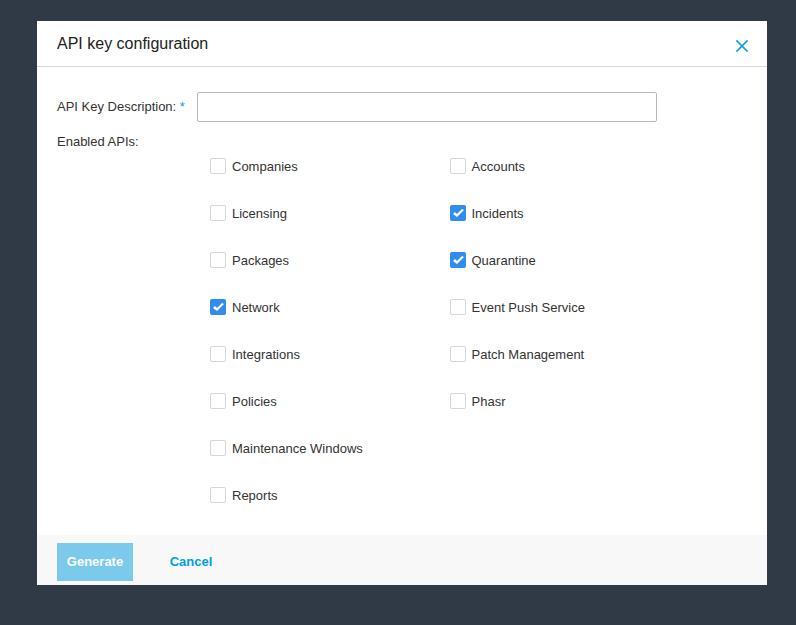 API key configuration
API Key Description: *
Enabled APIs:
Companies
Accounts
Licensing
Incidents
Packages
Quarantine
Network
Event Push Service
Integrations
Patch Management
Policies
Phasr
Maintenance Windows
Reports
Generate
Cancel